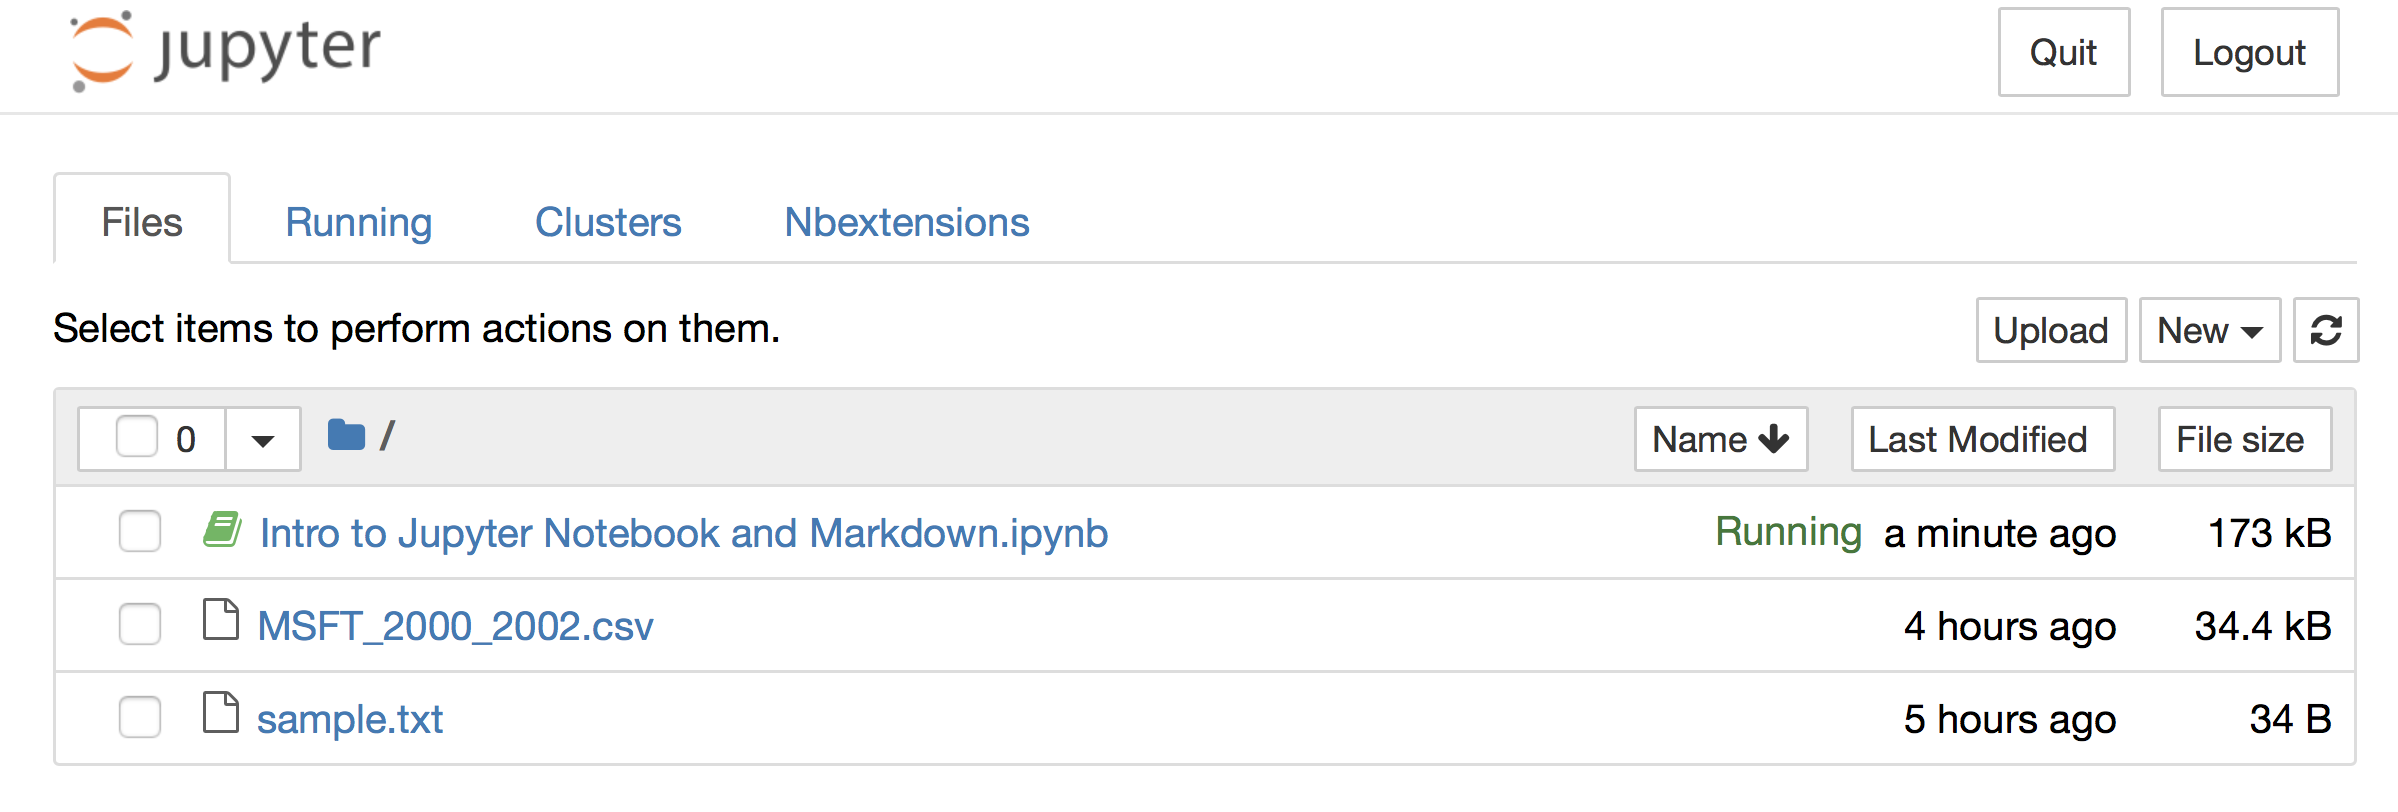 jupyter Quit Logout
Files Running Clusters Nbextensions
Select items to perform actions on them. Upload New
0 / Name Last Modified File size
Intro to Jupyter Notebook and Markdown.ipynb Running a minute ago 173 kB
MSFT_2000_2002.csv 4 hours ago 34.4 kB
sample.txt 5 hours ago 34 B